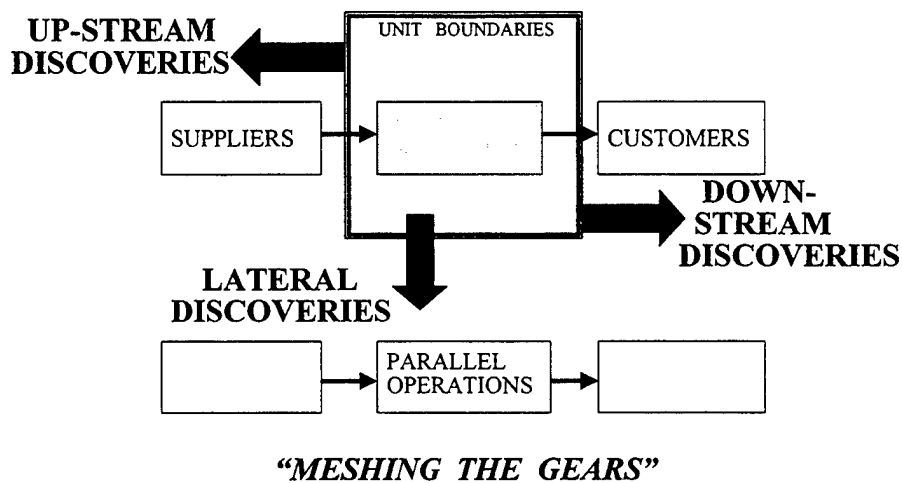 UP-STREAM
DISCOVERIES
UNIT BOUNDARIES
SUPPLIERS
CUSTOMERS
DOWN-
STREAM
DISCOVERIES
LATERAL
DISCOVERIES
PARALLEL
OPERATIONS
“MESHING THE GEARS”